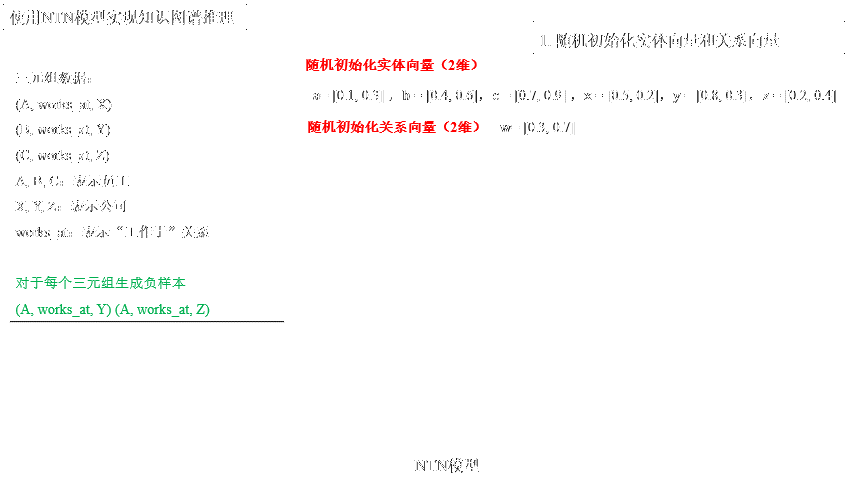 使用NTN模型实现知识图谱推理
1. 随机初始化实体向量和关系向量
三元组数据：
(A, works_at, X)
(B, works_at, Y)
(C, works_at, Z)
A, B, C：表示员工
X, Y, Z：表示公司
works_at：表示“工作于”关系
对于每个三元组生成负样本
(A, works_at, Y) (A, works_at, Z)
随机初始化实体向量（2维）
a=[0.1, 0.3]，b=[0.4, 0.6]，c=[0.7, 0.9]，x=[0.5, 0.2]，y=[0.8, 0.3]，z=[0.2, 0.4]
随机初始化关系向量（2维） w=[0.3, 0.7]
NTN模型